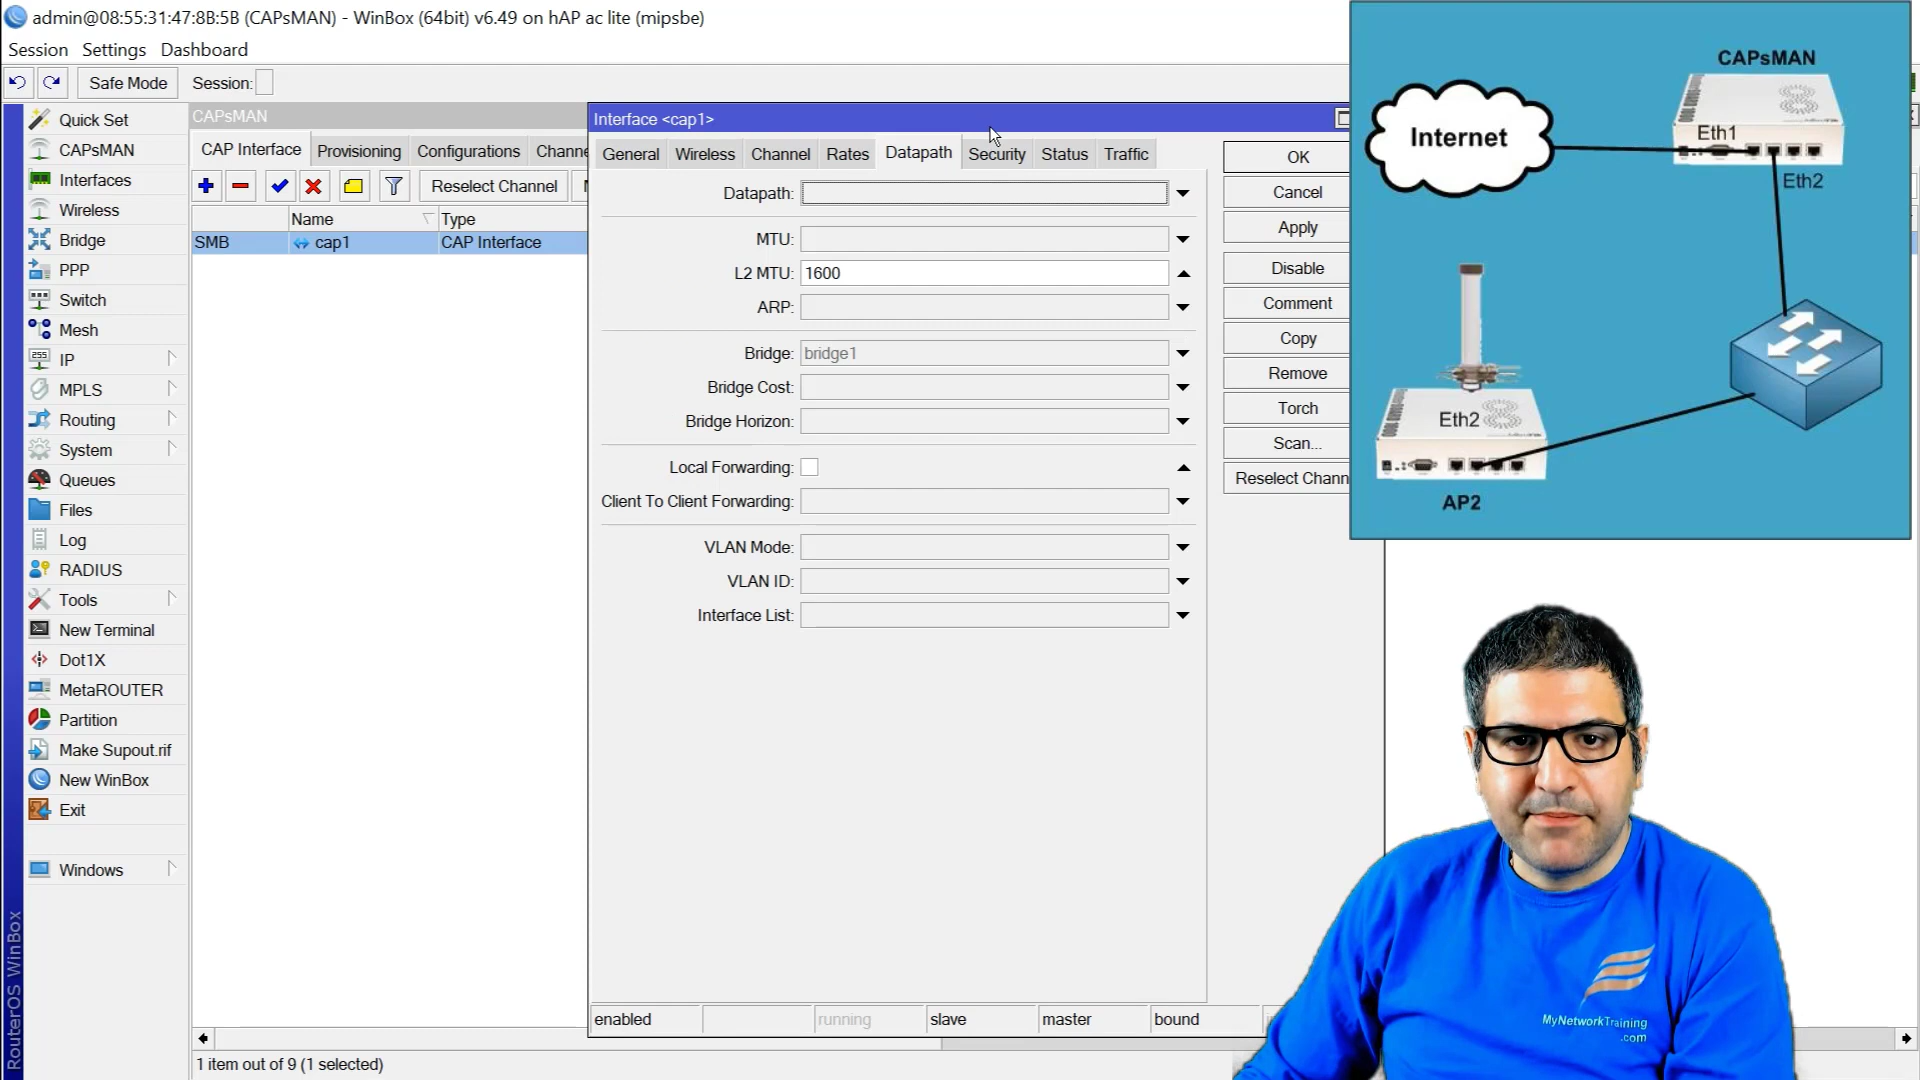 admin@08:55:31:47:8B:5B (CAPsMAN) - WinBox (64bit) v6.49 on hAP ac lite (mipsbe)
Session Settings Dashboard
Safe Mode Session:
Quick Set
CAPsMAN
Interfaces
Wireless
Bridge
PPP
Switch
Mesh
IP
MPLS
Routing
System
Queues
Files
Log
RADIUS
Tools
New Terminal
Dot1X
MetaROUTER
Partition
Make Supout.rif
New WinBox
Exit
Windows
RouterOS WinBox
CAPsMAN
CAP Interface Provisioning Configurations Channe
Reselect Channel
Name Type
SMB cap1 CAP Interface
1 item out of 9 (1 selected)
Interface <cap1>
General Wireless Channel Rates Datapath Security Status Traffic
Datapath:
MTU:
L2 MTU: 1600
ARP:
Bridge: bridge1
Bridge Cost:
Bridge Horizon:
Local Forwarding:
Client To Client Forwarding:
VLAN Mode:
VLAN ID:
Interface List:
OK
Cancel
Apply
Disable
Comment
Copy
Remove
Torch
Scan...
Reselect Chann
enabled running slave master bound
CAPsMAN
Internet
Eth1
Eth2
Eth2
AP2
MyNetworkTraining
.com